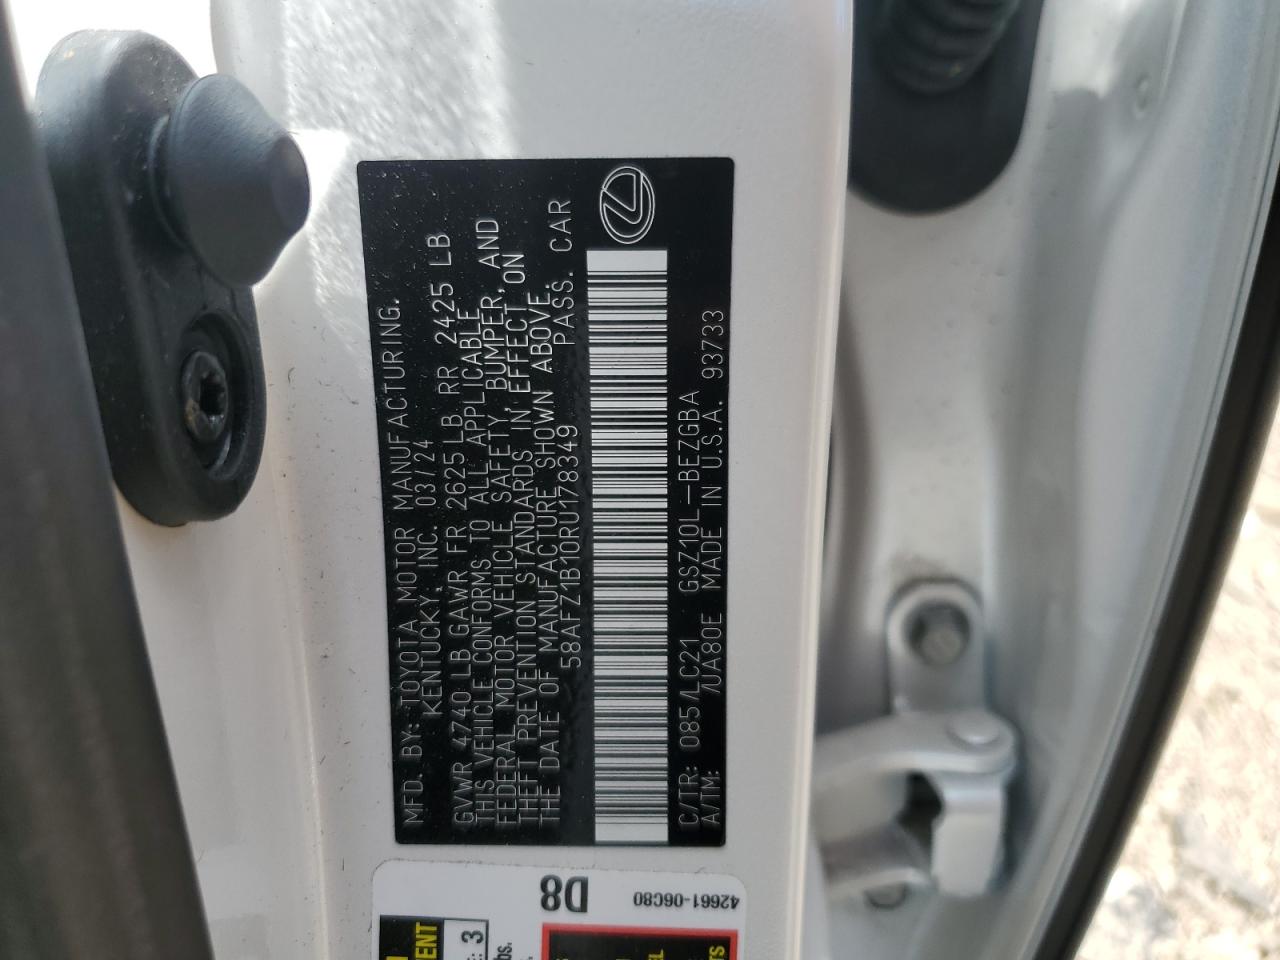 MFD. BY: TOYOTA MOTOR MANUFACTURING.
KENTUCKY, INC. 03/24
GVWR 4740 LB GAWR FR 2625 LB RR 2425 LB
THIS VEHICLE CONFORMS TO ALL APPLICABLE
FEDERAL MOTOR VEHICLE SAFETY, BUMPER, AND
THEFT PREVENTION STANDARDS IN EFFECT ON
THE DATE OF MANUFACTURE SHOWN ABOVE.
58AFZ1B10RU178349 PASS. CAR
C/TR: 085/LC21 GSZ10L-BEZGBA
A/TM: /UA80E MADE IN U.S.A. 93733
D8
42661-06C80
3